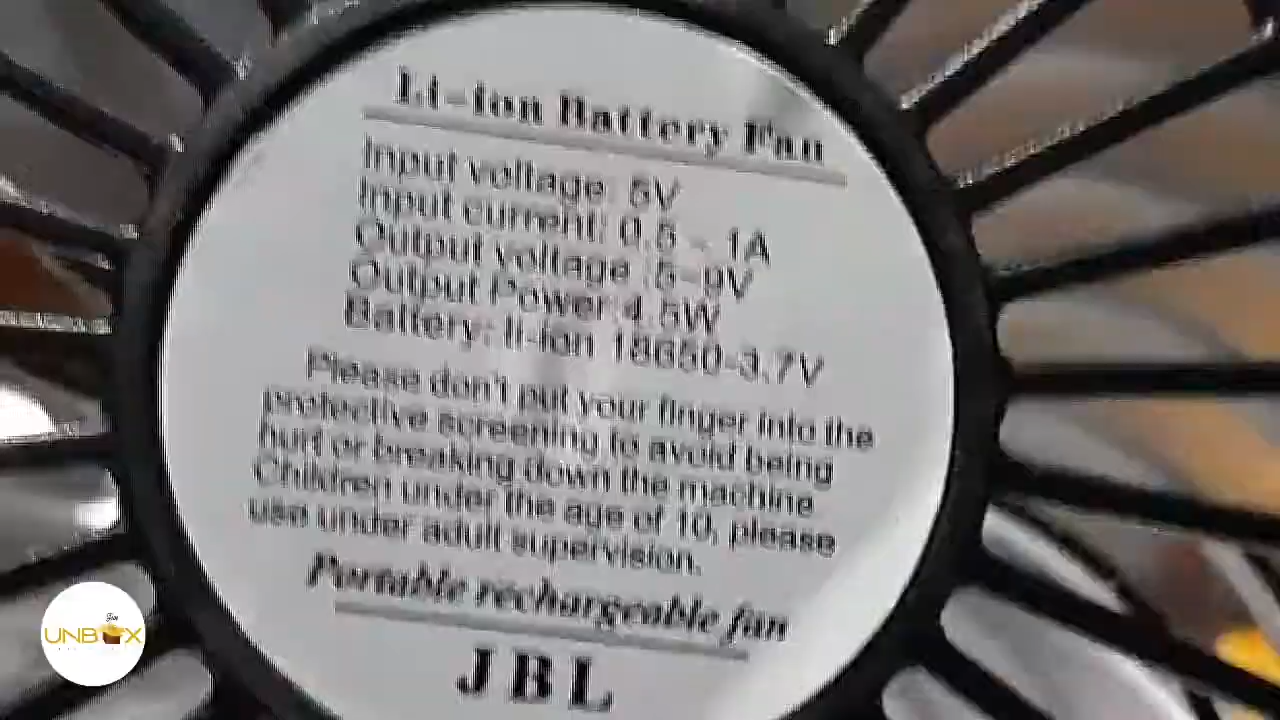 Li-ion Battery Fan
Input voltage: 5V
Input current: 0.5 - 1A
Output voltage :5-9V
Output Power:4.5W
Battery: li-ion 18650-3.7V
Please don't put your finger into the
protective screening to avoid being
hurt or breaking down the machine
Children under the age of 10, please
use under adult supervision.
Portable rechargeable fan
JBL
UNBOX